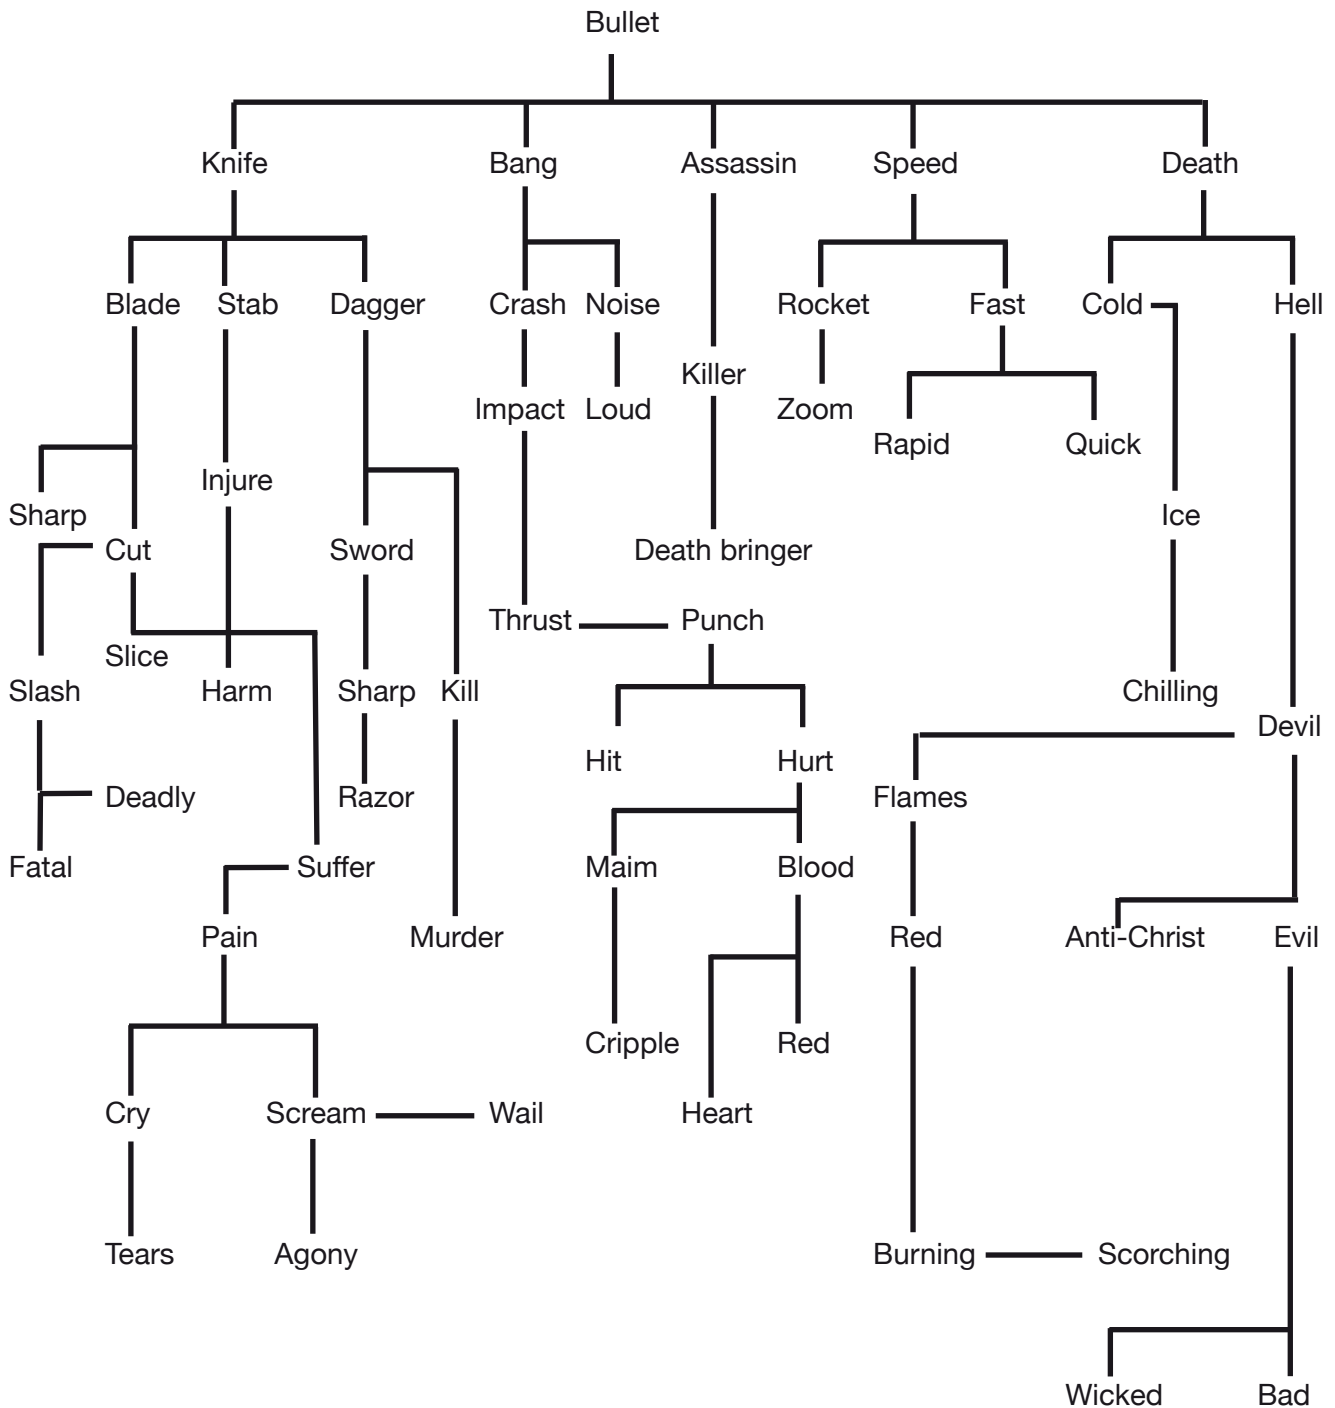 Bullet
Knife Bang Assassin Speed Death
Blade Stab Dagger Crash Noise Rocket Fast Cold Hell
Killer
Impact Loud Zoom
Rapid Quick
Injure
Sharp Ice
Cut Sword Death bringer
Thrust Punch
Slice
Slash Harm Sharp Kill Chilling
Devil
Hit Hurt
Deadly Razor Flames
Fatal Suffer Maim Blood
Pain Murder Red Anti-Christ Evil
Cripple Red
Cry Scream Wail Heart
Tears Agony Burning Scorching
Wicked Bad